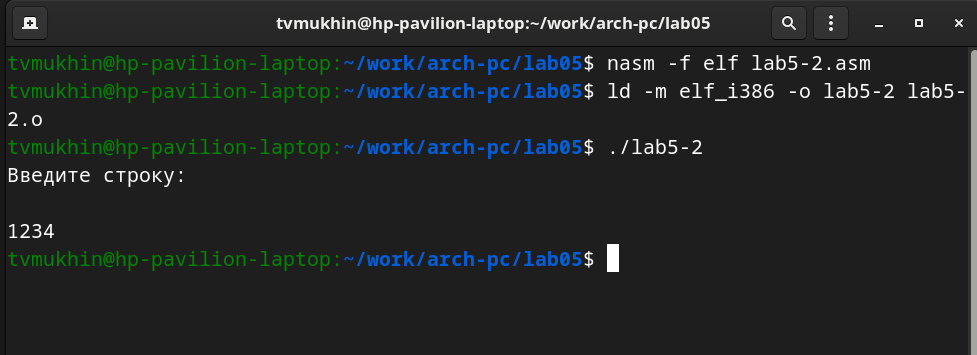 tvmukhin@hp-pavilion-laptop:~/work/arch-pc/lab05
tvmukhin@hp-pavilion-laptop:~/work/arch-pc/lab05$ nasm -f elf lab5-2.asm
tvmukhin@hp-pavilion-laptop:~/work/arch-pc/lab05$ ld -m elf_i386 -o lab5-2 lab5-
2.o
tvmukhin@hp-pavilion-laptop:~/work/arch-pc/lab05$ ./lab5-2
Введите строку:
1234
tvmukhin@hp-pavilion-laptop:~/work/arch-pc/lab05$